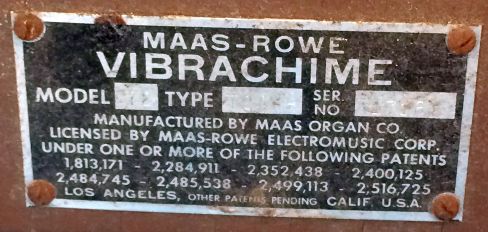 MAAS-ROWE
VIBRACHIME
MODEL TYPE SER. NO
MANUFACTURED BY MAAS ORGAN CO.
LICENSED BY MAAS-ROWE ELECTROMUSIC CORP.
UNDER ONE OR MORE OF THE FOLLOWING PATENTS
1,813,171 - 2,284,911 - 2,352,438 - 2,400,125
2,484,745 - 2,485,538 - 2,499,113 - 2,516,725
LOS ANGELES, OTHER PATENTS PENDING CALIF. U.S.A.